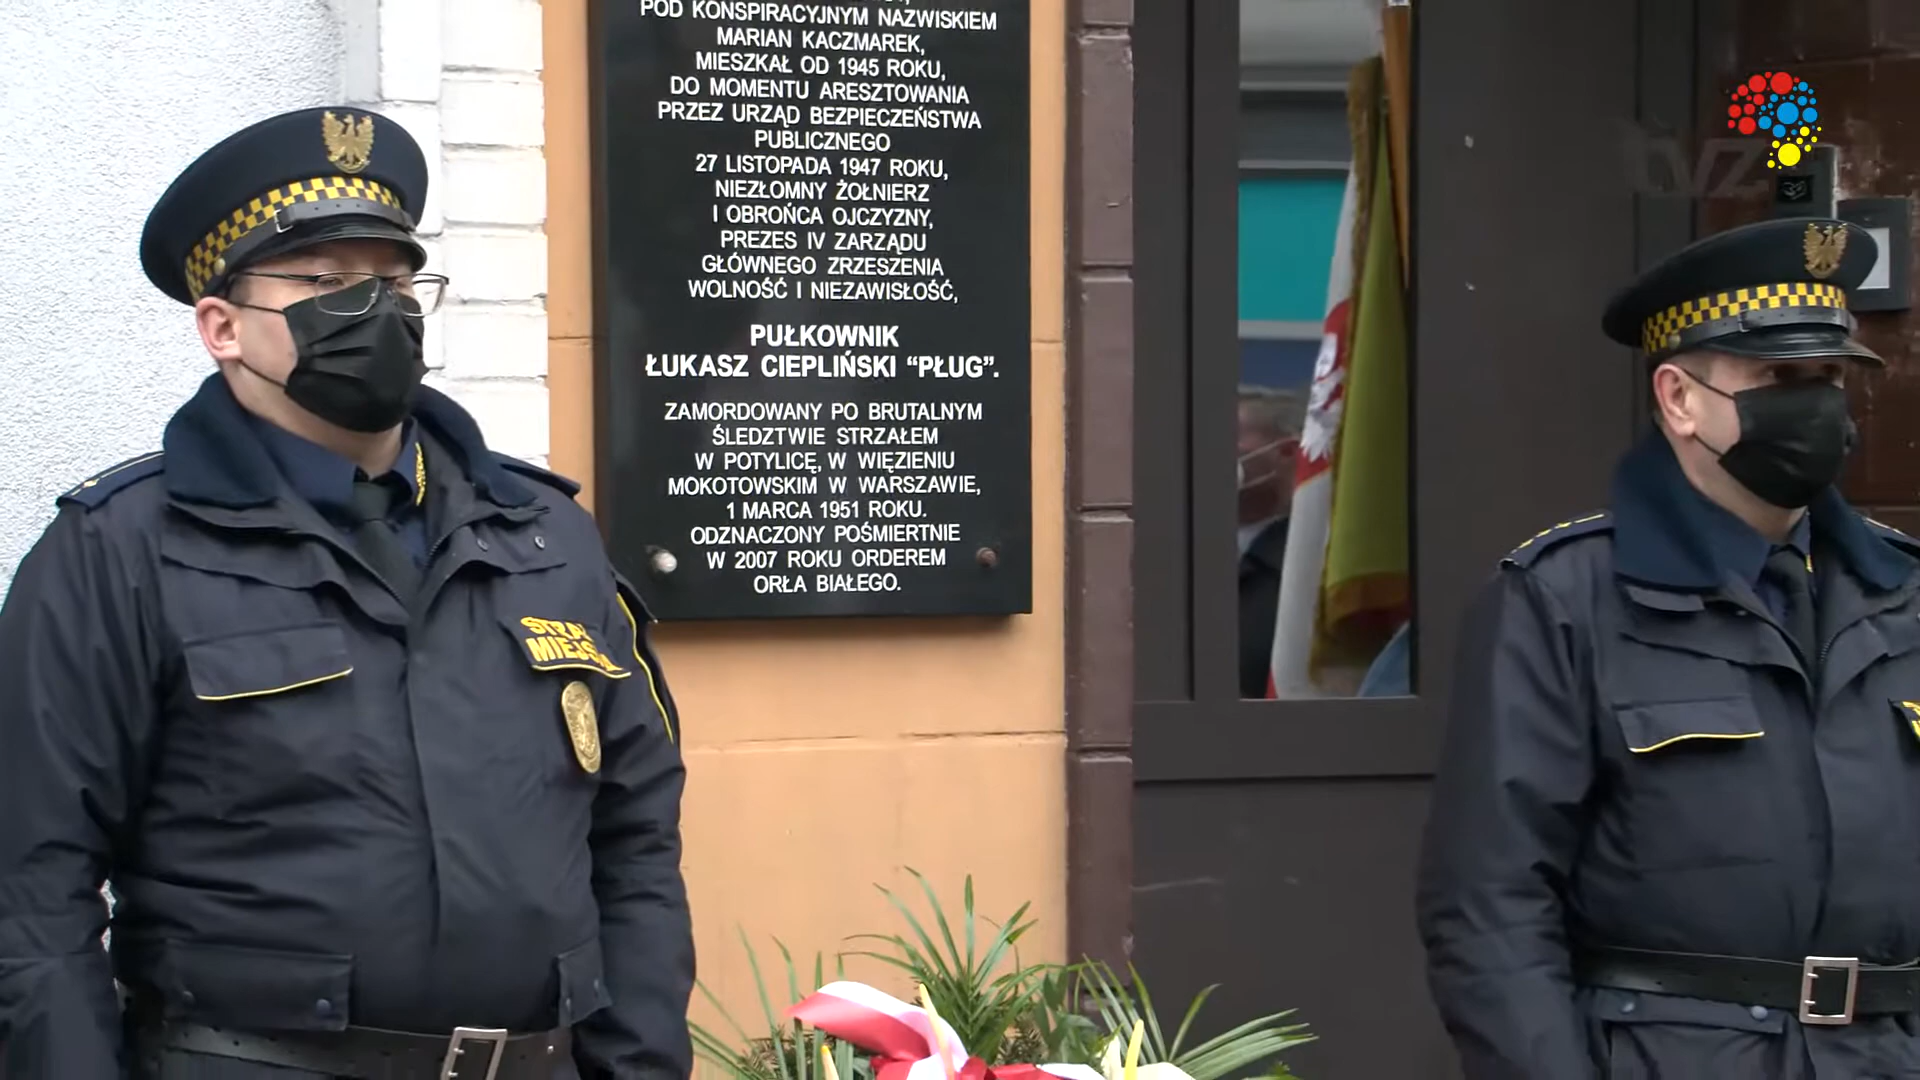 POD KONSPIRACYJNYM NAZWISKIEM
MARIAN KACZMAREK,
MIESZKAŁ OD 1945 ROKU,
DO MOMENTU ARESZTOWANIA
PRZEZ URZĄD BEZPIECZEŃSTWA
PUBLICZNEGO
27 LISTOPADA 1947 ROKU,
NIEZŁOMNY ŻOŁNIERZ
I OBROŃCA OJCZYZNY,
PREZES IV ZARZĄDU
GŁÓWNEGO ZRZESZENIA
WOLNOŚĆ I NIEZAWISŁOŚĆ,
PUŁKOWNIK
ŁUKASZ CIEPLIŃSKI “PŁUG”.
ZAMORDOWANY PO BRUTALNYM
ŚLEDZTWIE STRZAŁEM
W POTYLICĘ, W WIĘZIENIU
MOKOTOWSKIM W WARSZAWIE,
1 MARCA 1951 ROKU.
ODZNACZONY POŚMIERTNIE
W 2007 ROKU ORDEREM
ORŁA BIAŁEGO.